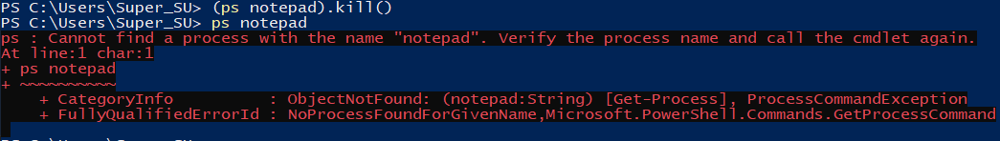 PS C:\Users\Super_SU> (ps notepad).kill()
PS C:\Users\Super_SU> ps notepad
ps : Cannot find a process with the name "notepad". Verify the process name and call the cmdlet again.
At line:1 char:1
+ ps notepad
+ ~~~~~~~~~~
    + CategoryInfo          : ObjectNotFound: (notepad:String) [Get-Process], ProcessCommandException
    + FullyQualifiedErrorId : NoProcessFoundForGivenName,Microsoft.PowerShell.Commands.GetProcessCommand